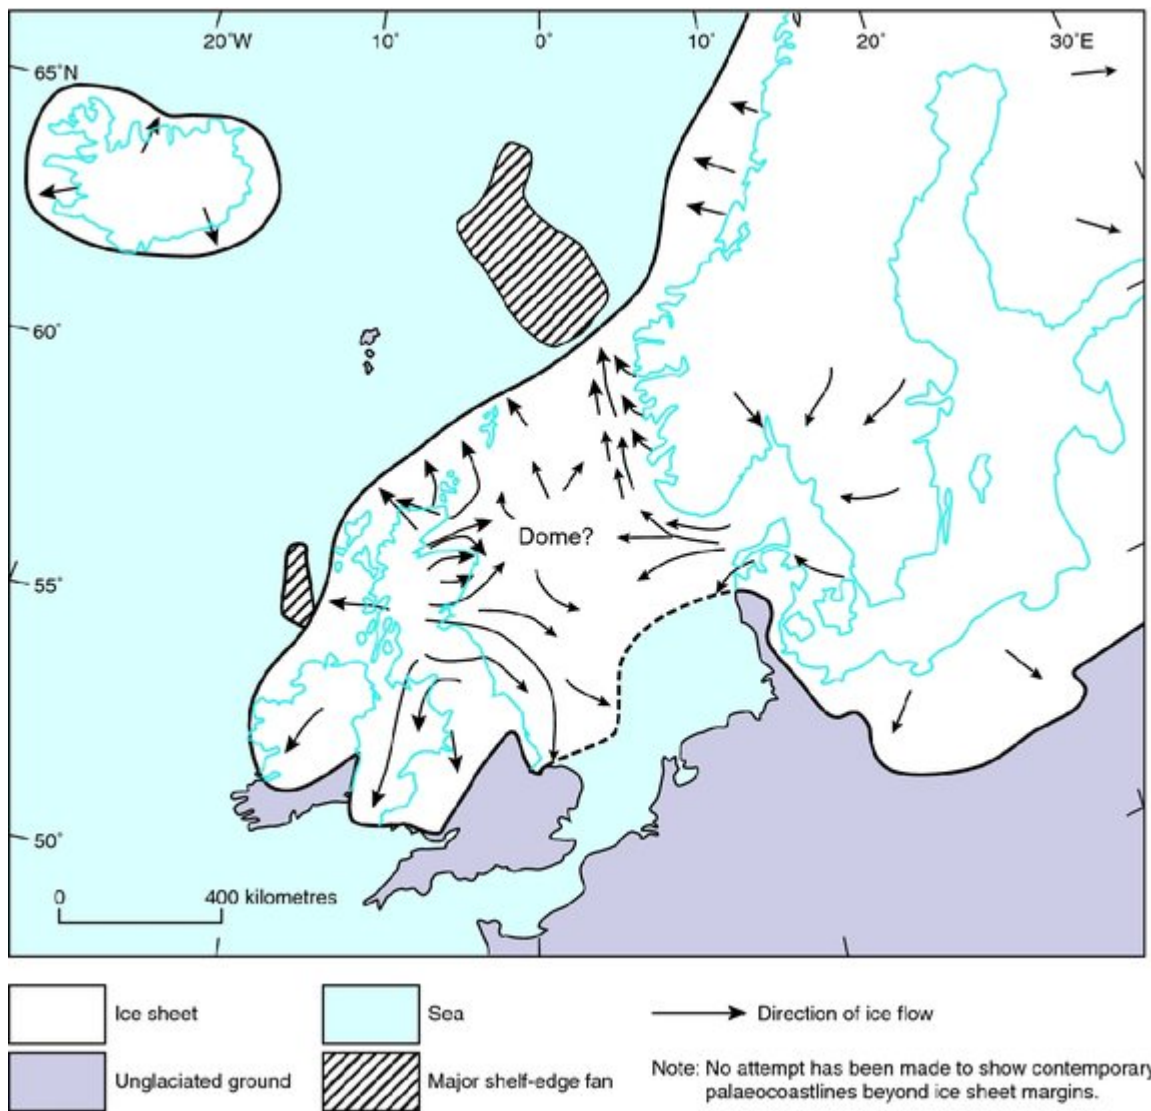 20°W 10° 0° 10° 20° 30°E
65°N
60°
Dome?
55°
50°
0 400 kilometres
Ice sheet
Sea
Direction of ice flow
Unglaciated ground
Major shelf-edge fan
Note: No attempt has been made to show contemporary
palaeocoastlines beyond ice sheet margins.